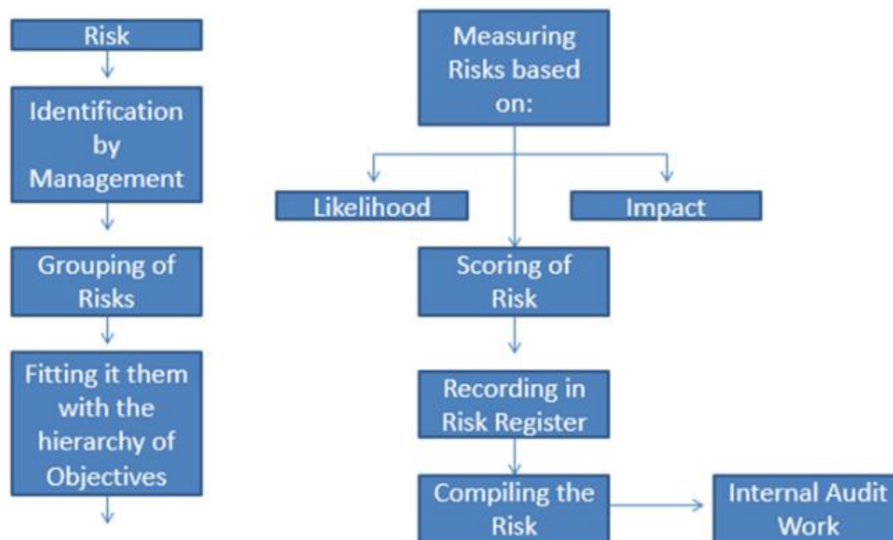 Risk
Identification
by
Management
Grouping of
Risks
Fitting it them
with the
hierarchy of
Objectives
Measuring
Risks based
on:
Likelihood
Impact
Scoring of
Risk
Recording in
Risk Register
Compiling the
Risk
Internal Audit
Work